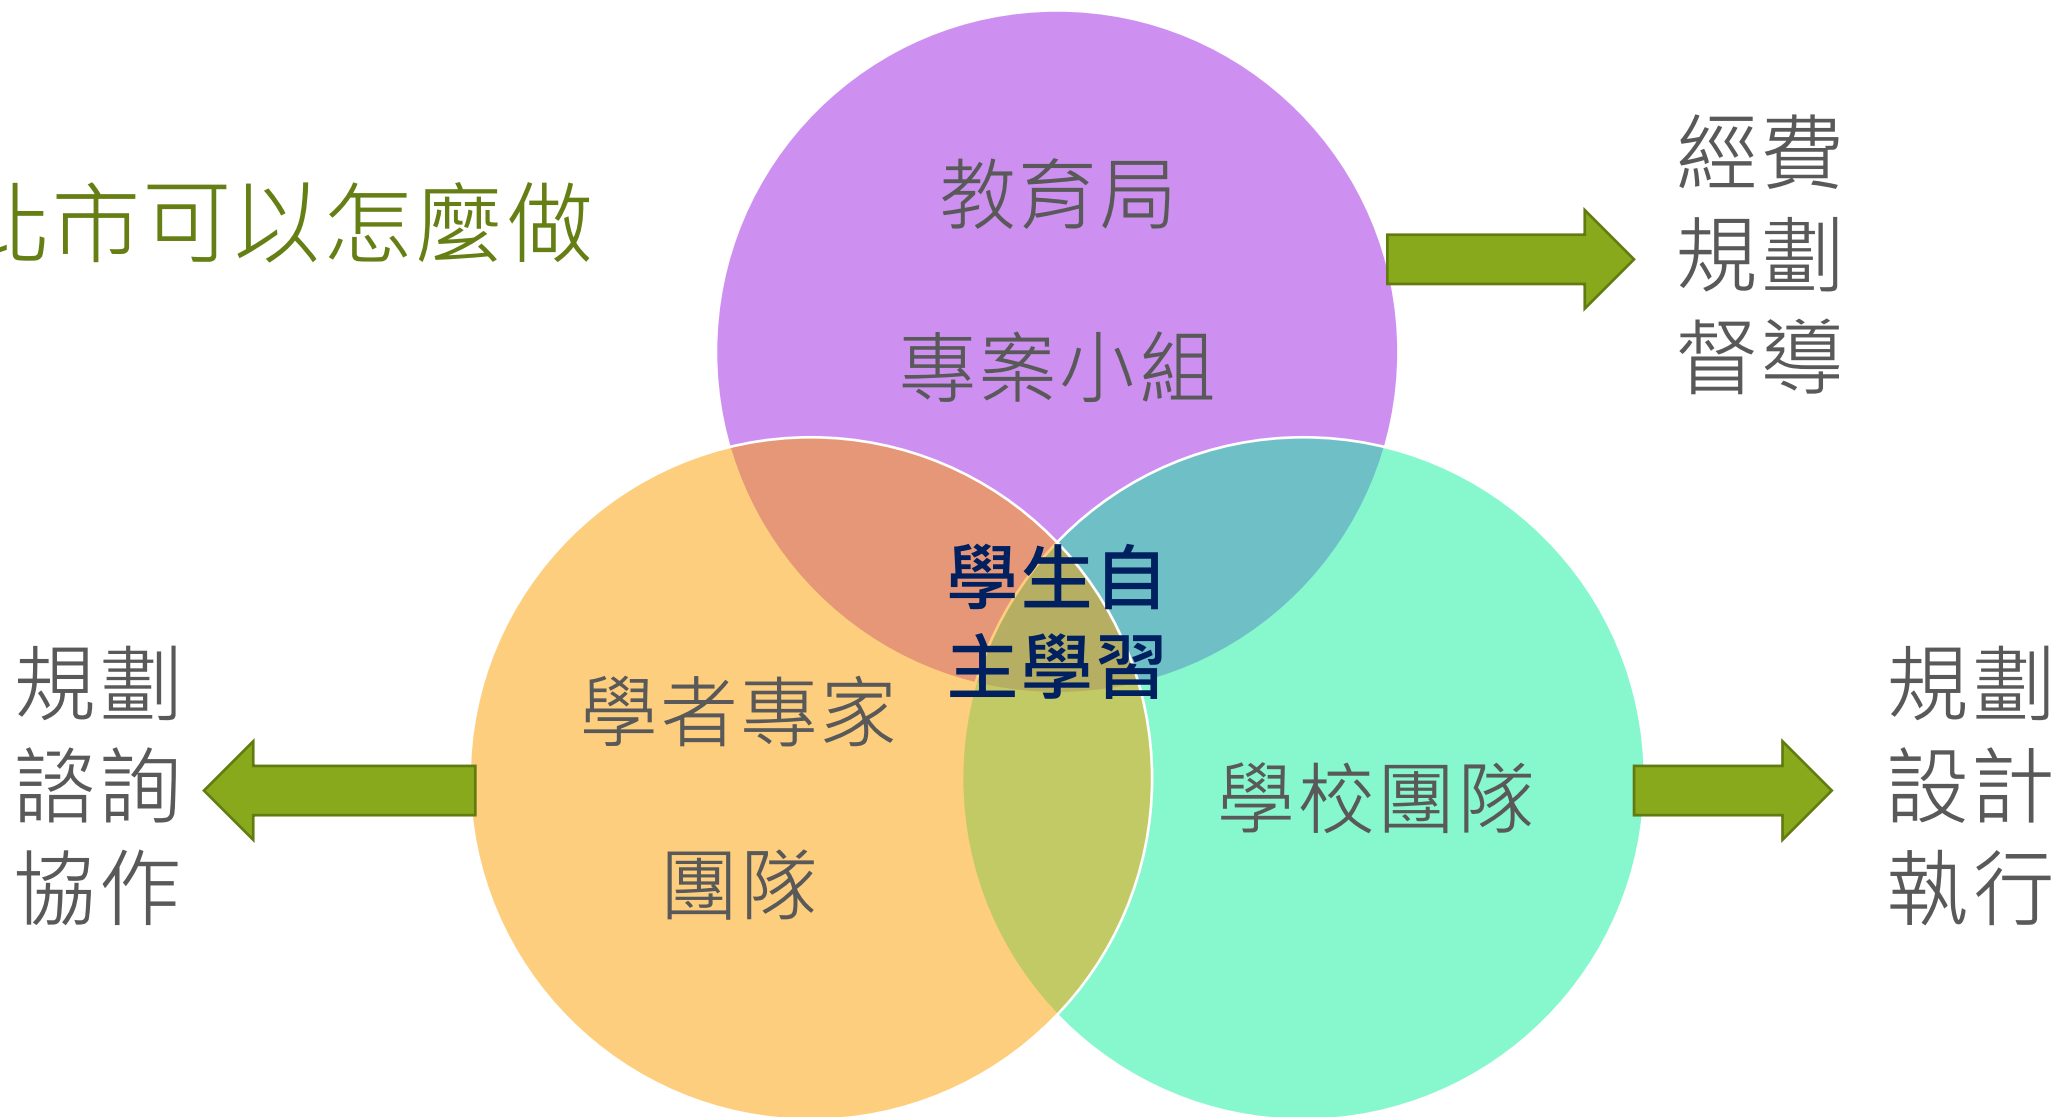 北市可以怎麼做
教育局
專案小組
經費
規劃
督導
學生自
主學習
學者專家
團隊
學校團隊
規劃
諮詢
協作
規劃
設計
執行